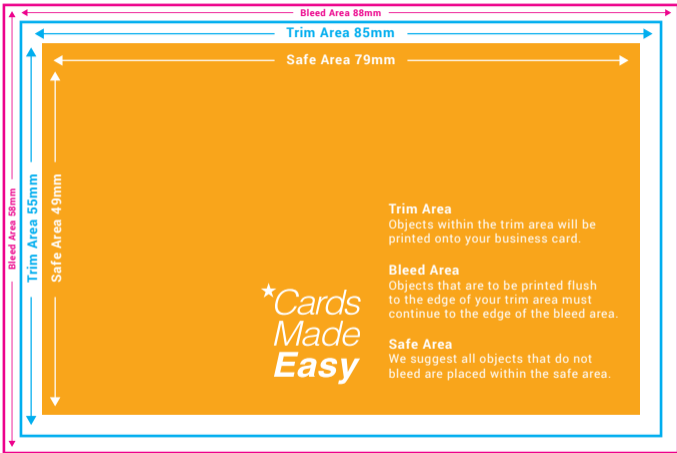 Bleed Area 88mm
Trim Area 85mm
Safe Area 79mm
Bleed Area 58mm
Trim Area 55mm
Safe Area 49mm
Trim Area
Objects within the trim area will be
printed onto your business card.
Bleed Area
Objects that are to be printed flush
to the edge of your trim area must
continue to the edge of the bleed area.
Safe Area
We suggest all objects that do not
bleed are placed within the safe area.
*Cards
Made
Easy